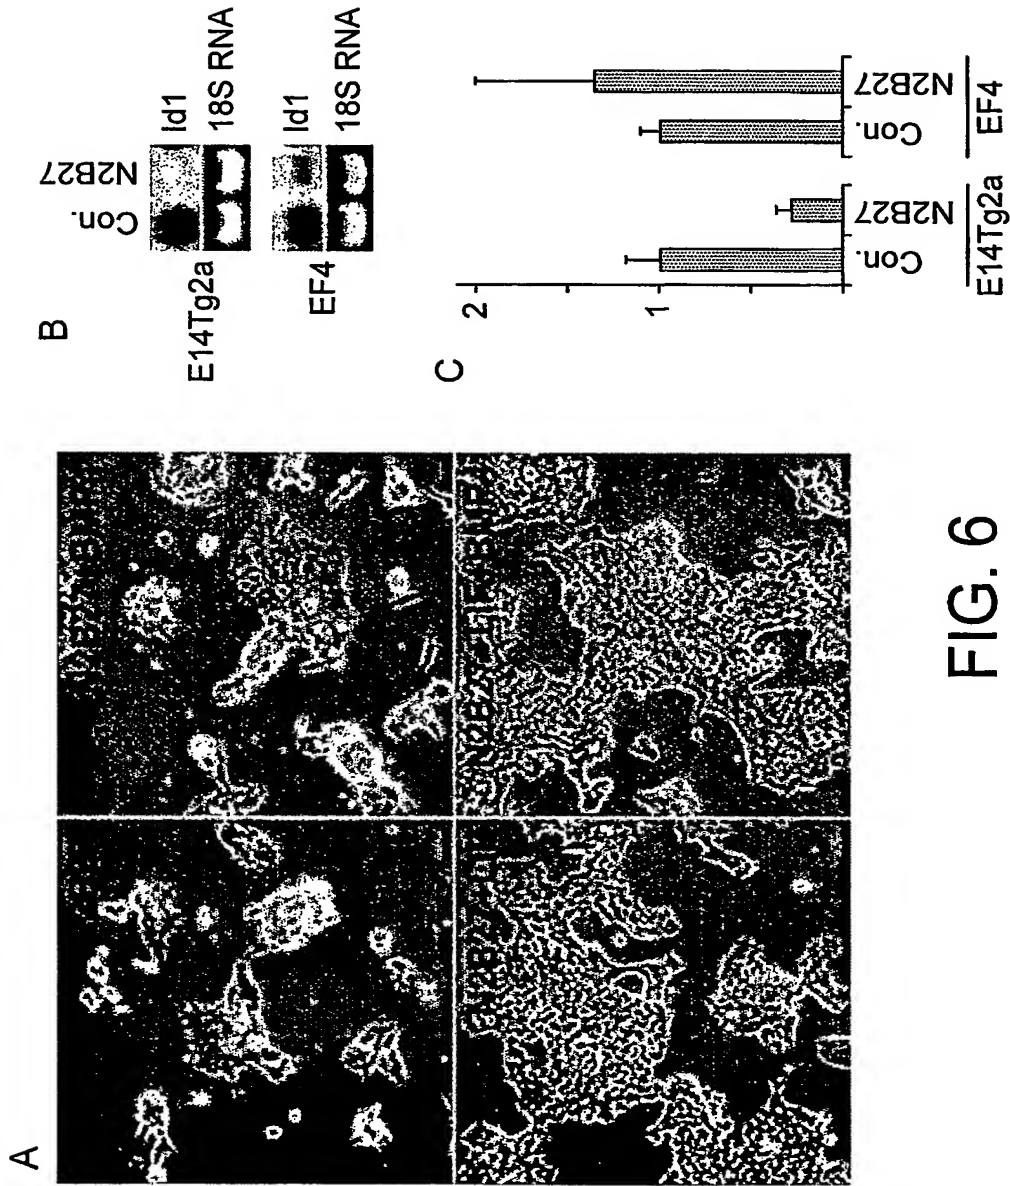 A
B
Con.
N2B27
E14Tg2a
Id1
18S RNA
EF4
Id1
18S RNA
C
2
1
Con.
N2B27
Con.
N2B27
E14Tg2a
EF4
FIG. 6